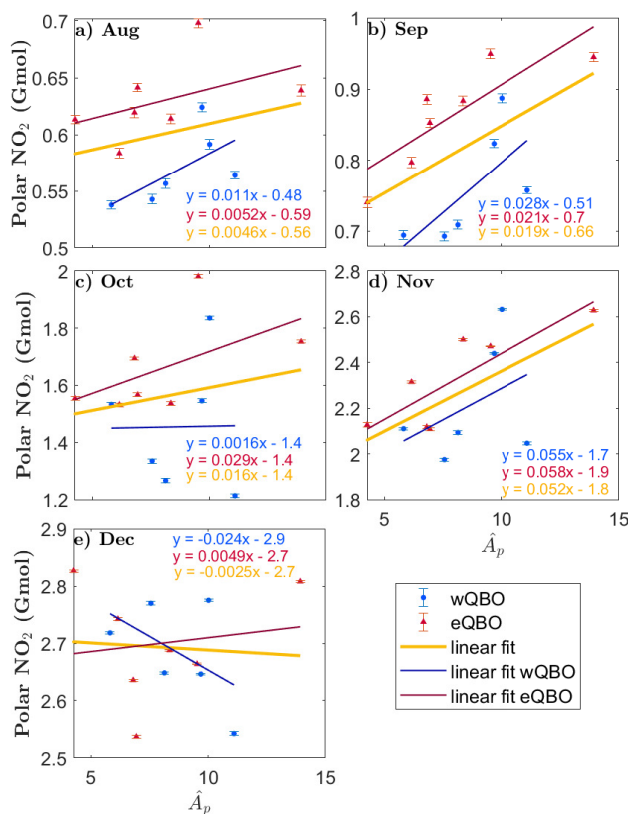 a) Aug
0.7
0.65
0.6
0.55
0.5
Polar NO2 (Gmol)
y = 0.011x - 0.48
y = 0.0052x - 0.59
y = 0.0046x - 0.56
b) Sep
1
0.9
0.8
0.7
y = 0.028x - 0.51
y = 0.021x - 0.7
y = 0.019x - 0.66
c) Oct
2
1.8
1.6
1.4
1.2
Polar NO2 (Gmol)
y = 0.0016x - 1.4
y = 0.029x - 1.4
y = 0.016x - 1.4
d) Nov
2.8
2.6
2.4
2.2
2
1.8
y = 0.055x - 1.7
y = 0.058x - 1.9
y = 0.052x - 1.8
5 10 15
Âp
e) Dec
2.9
2.8
2.7
2.6
2.5
Polar NO2 (Gmol)
y = -0.024x - 2.9
y = 0.0049x - 2.7
y = -0.0025x - 2.7
5 10 15
Âp
wQBO
eQBO
linear fit
linear fit wQBO
linear fit eQBO